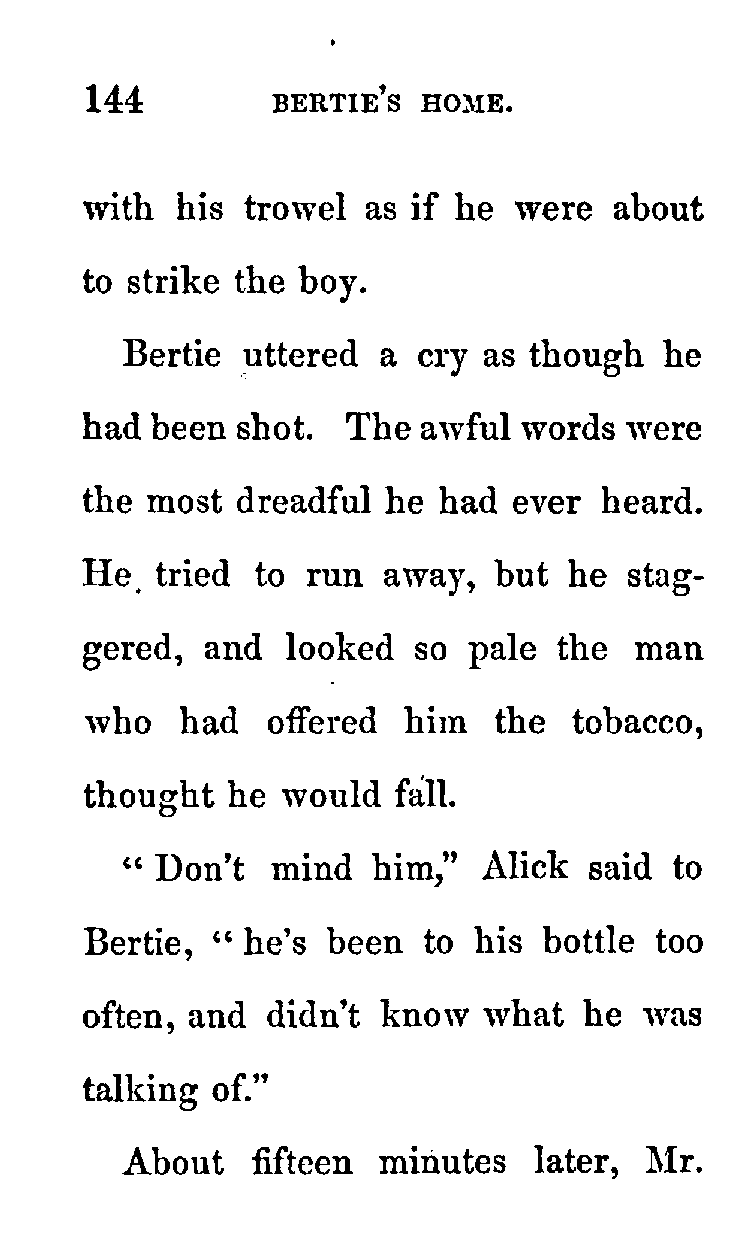 144 BERTIE'S HOME.
with his trowel as if he were about
to strike the boy.
Bertie uttered a cry as though he
had been shot. The awful words were
the most dreadful he had ever heard.
He. tried to run away, but he stag-
gered, and looked so pale the man
who had offered him the tobacco,
thought he would fall.
“ Don't mind him,” Alick said to
Bertie, “ he's been to his bottle too
often, and didn't know what he was
talking of.”
About fifteen minutes later, Mr.